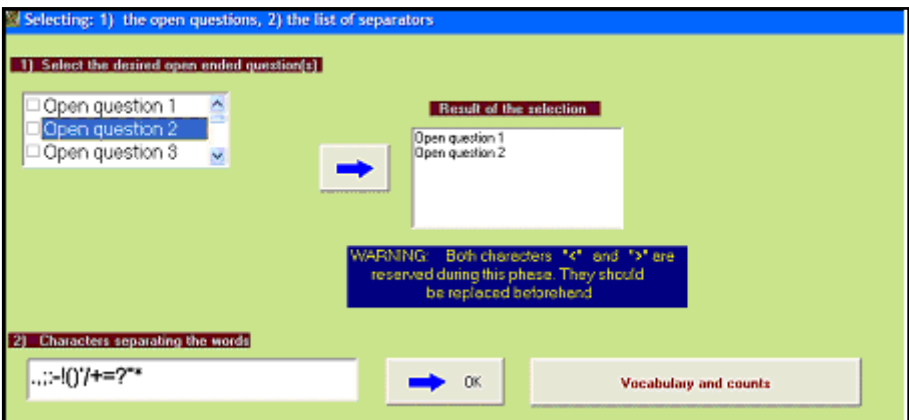 Selecting: 1) the open questions, 2) the list of separators
1) Select the desired open ended question(s)
Open question 1
Open question 2
Open question 3
Result of the selection
Open question 1
Open question 2
WARNING: Both characters "<" and ">" are
reserved during this phase. They should
be replaced beforehand
2) Characters separating the words
.,;:-!()'/+=?"*
OK
Vocabulary and counts